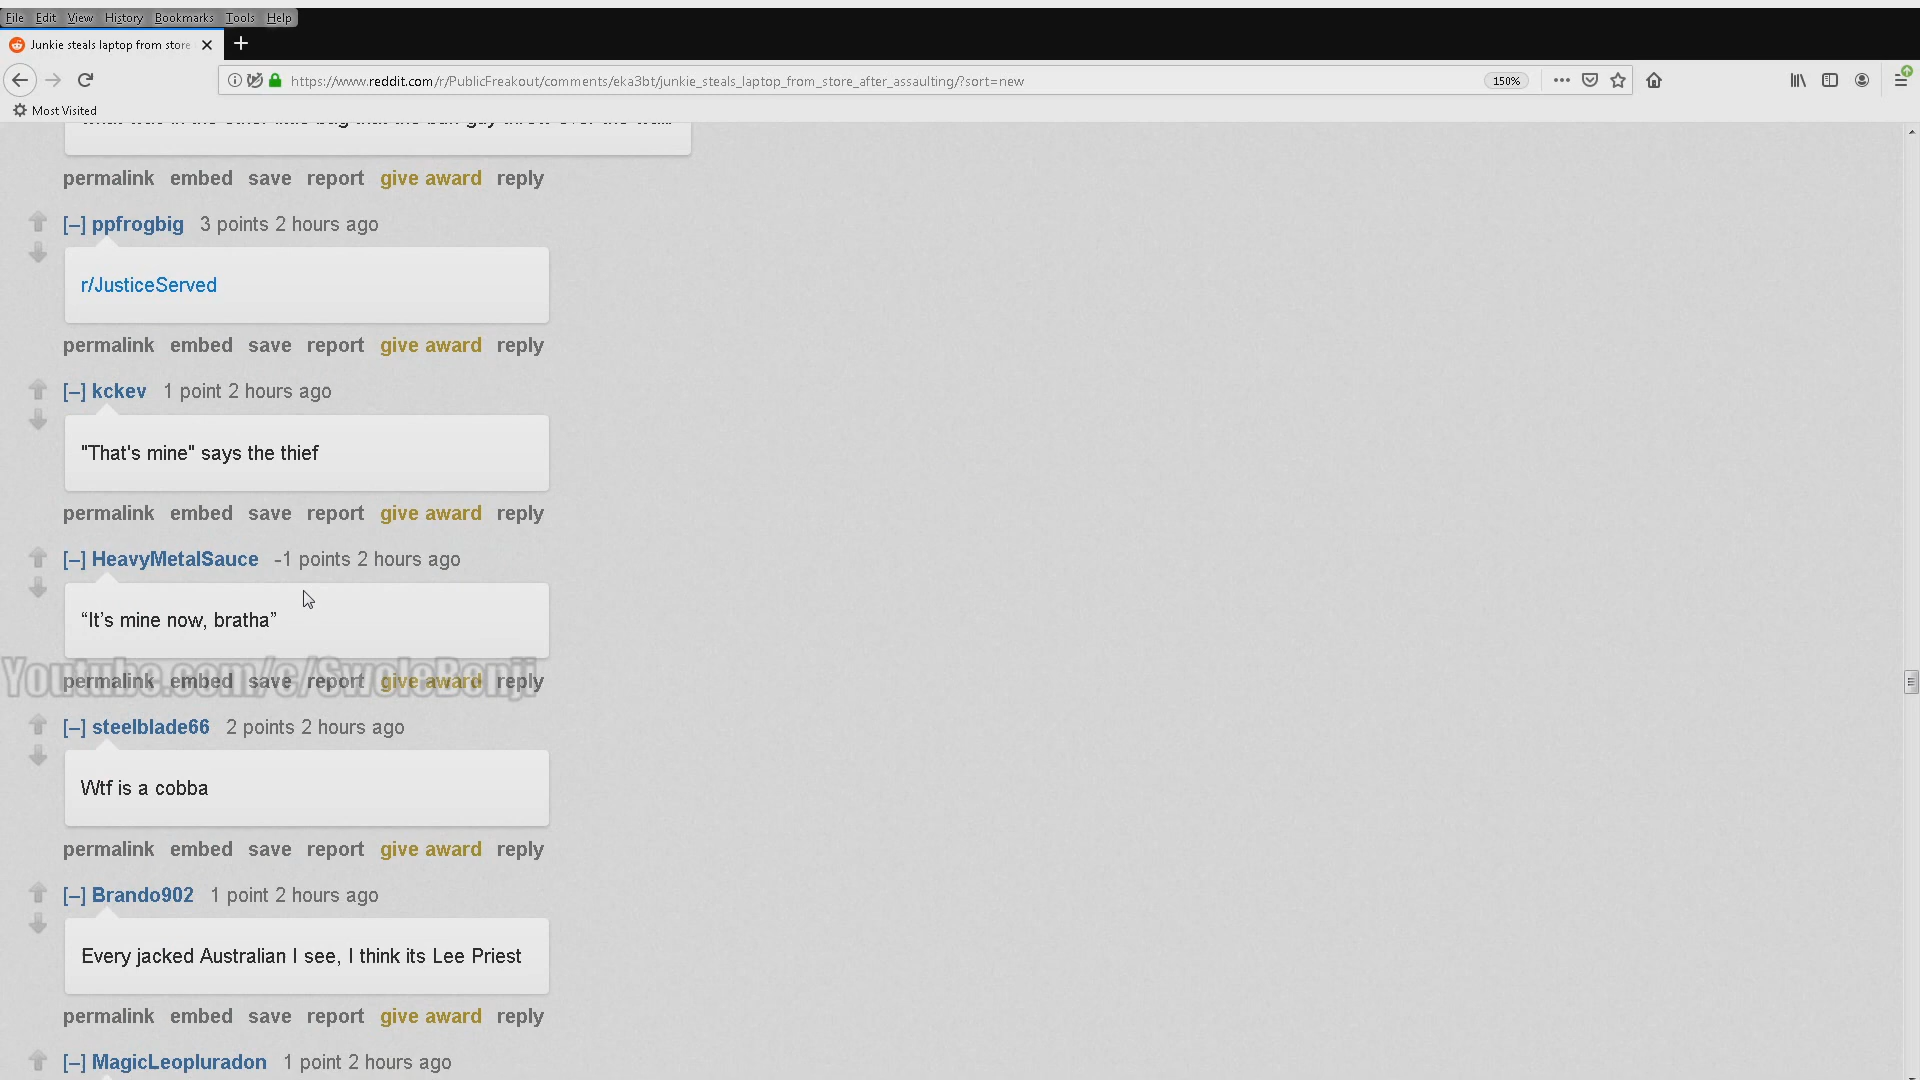 File Edit View History Bookmarks Tools Help
Junkie steals laptop from store
https://www.reddit.com/r/PublicFreakout/comments/eka3bt/junkie_steals_laptop_from_store_after_assaulting/?sort=new
150%
Most Visited
permalink embed save report give award reply
[–] ppfrogbig 3 points 2 hours ago
r/JusticeServed
permalink embed save report give award reply
[–] kckev 1 point 2 hours ago
"That's mine" says the thief
permalink embed save report give award reply
[–] HeavyMetalSauce -1 points 2 hours ago
“It’s mine now, bratha”
Youtube.com/c/SwoleBenji
permalink embed save report give award reply
[–] steelblade66 2 points 2 hours ago
Wtf is a cobba
permalink embed save report give award reply
[–] Brando902 1 point 2 hours ago
Every jacked Australian I see, I think its Lee Priest
permalink embed save report give award reply
[–] MagicLeopluradon 1 point 2 hours ago